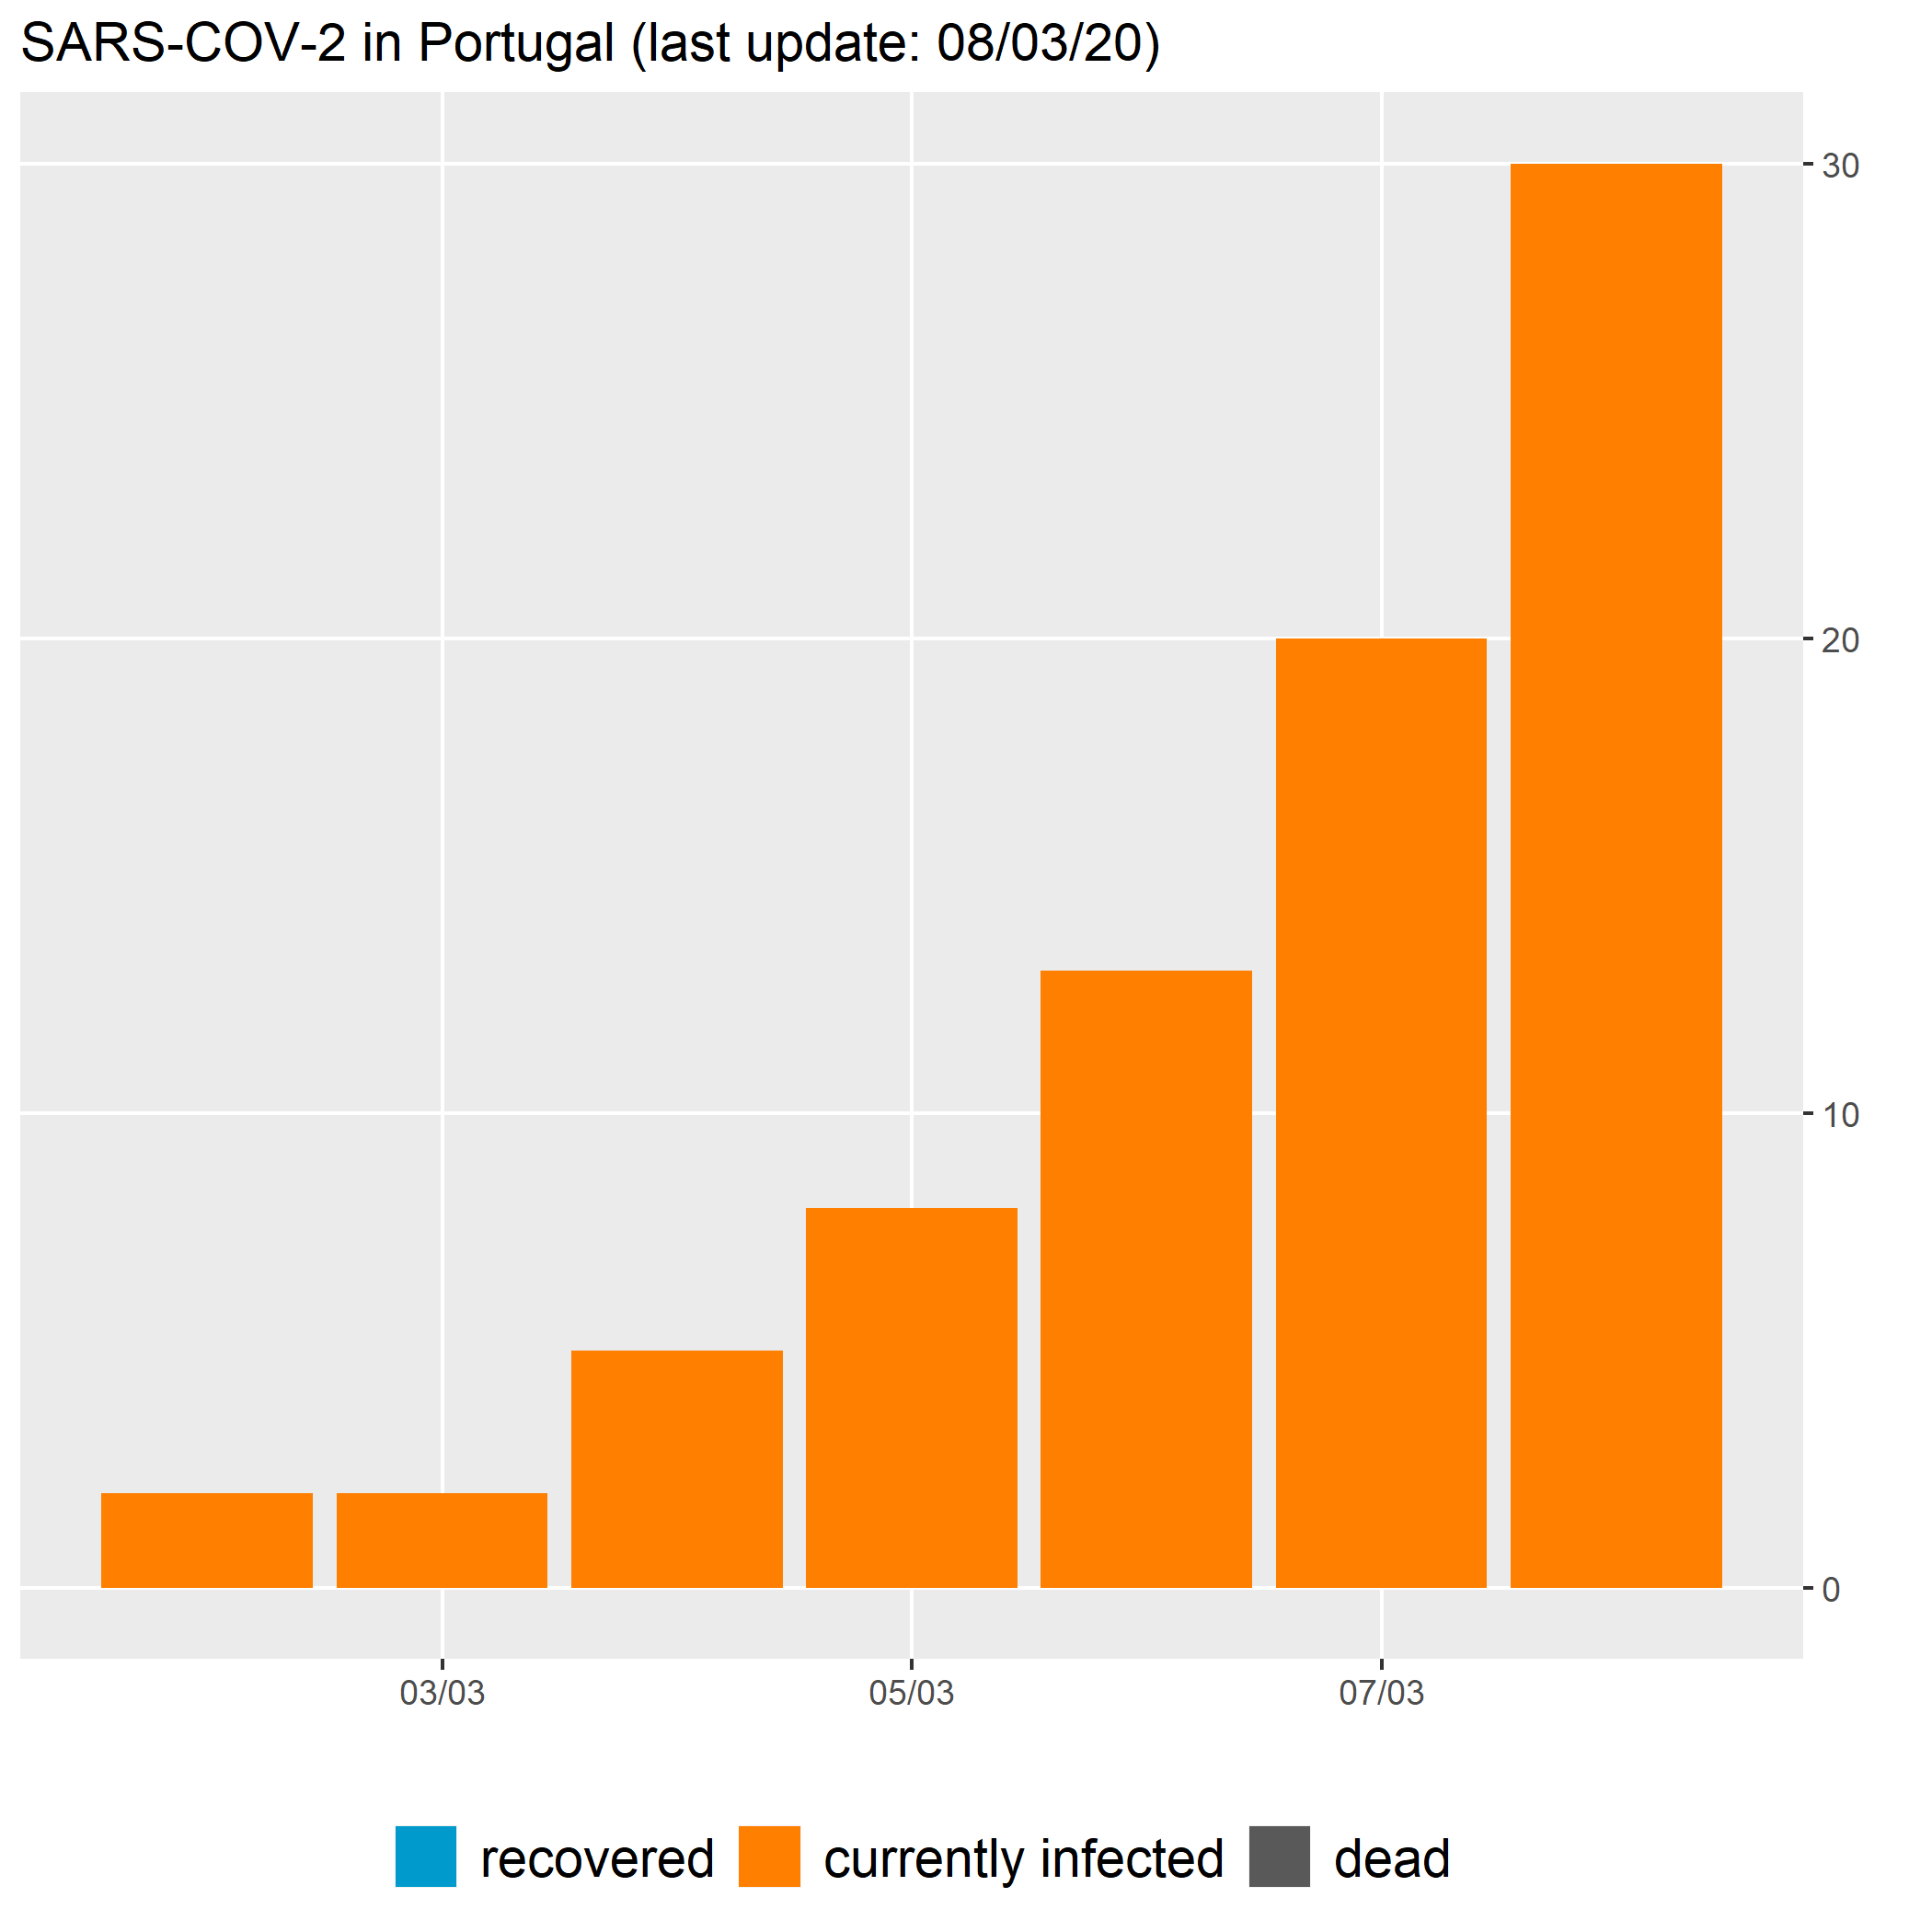 SARS-COV-2 in Portugal (last update: 08/03/20)
30
20
10
0
03/03 05/03 07/03
recovered currently infected dead